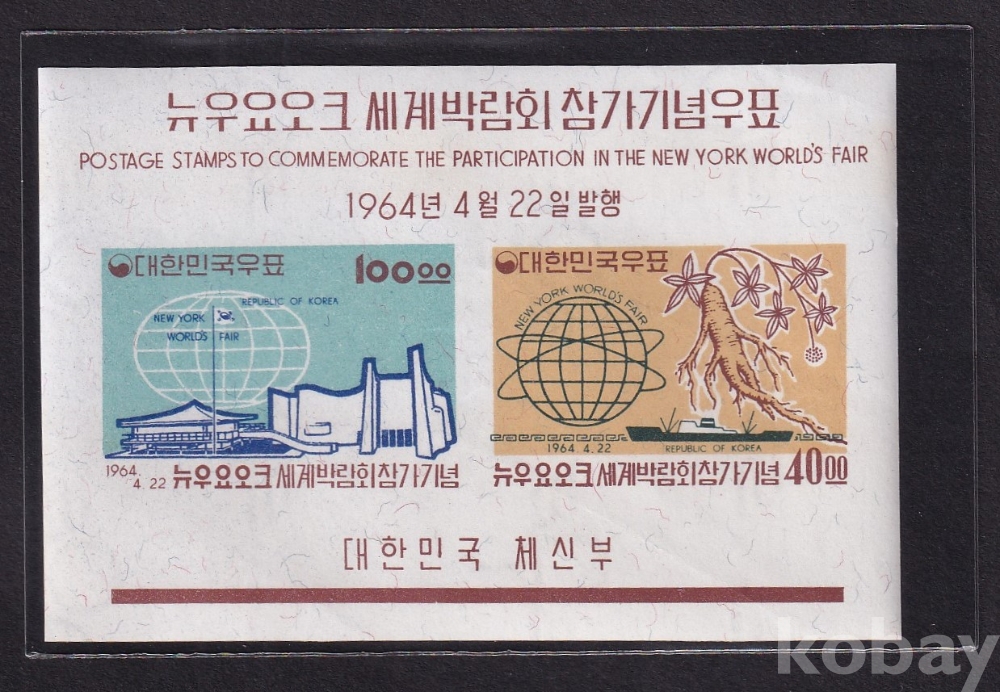 뉴우요오크 세계박람회 참가기념우표
POSTAGE STAMPS TO COMMEMORATE THE PARTICIPATION IN THE NEW YORK WORLD'S FAIR
1964년 4월 22일 발행
대한민국우표 100.00
REPUBLIC OF KOREA
NEW YORK
WORLD'S FAIR
1964.
4.22 뉴우요오크 세계박람회참가기념
대한민국우표
NEW YORK WORLD'S FAIR
1964 4.22 REPUBLIC OF KOREA
뉴우요오크 세계박람회참가기념 40.00
대한민국 체신부
kobay